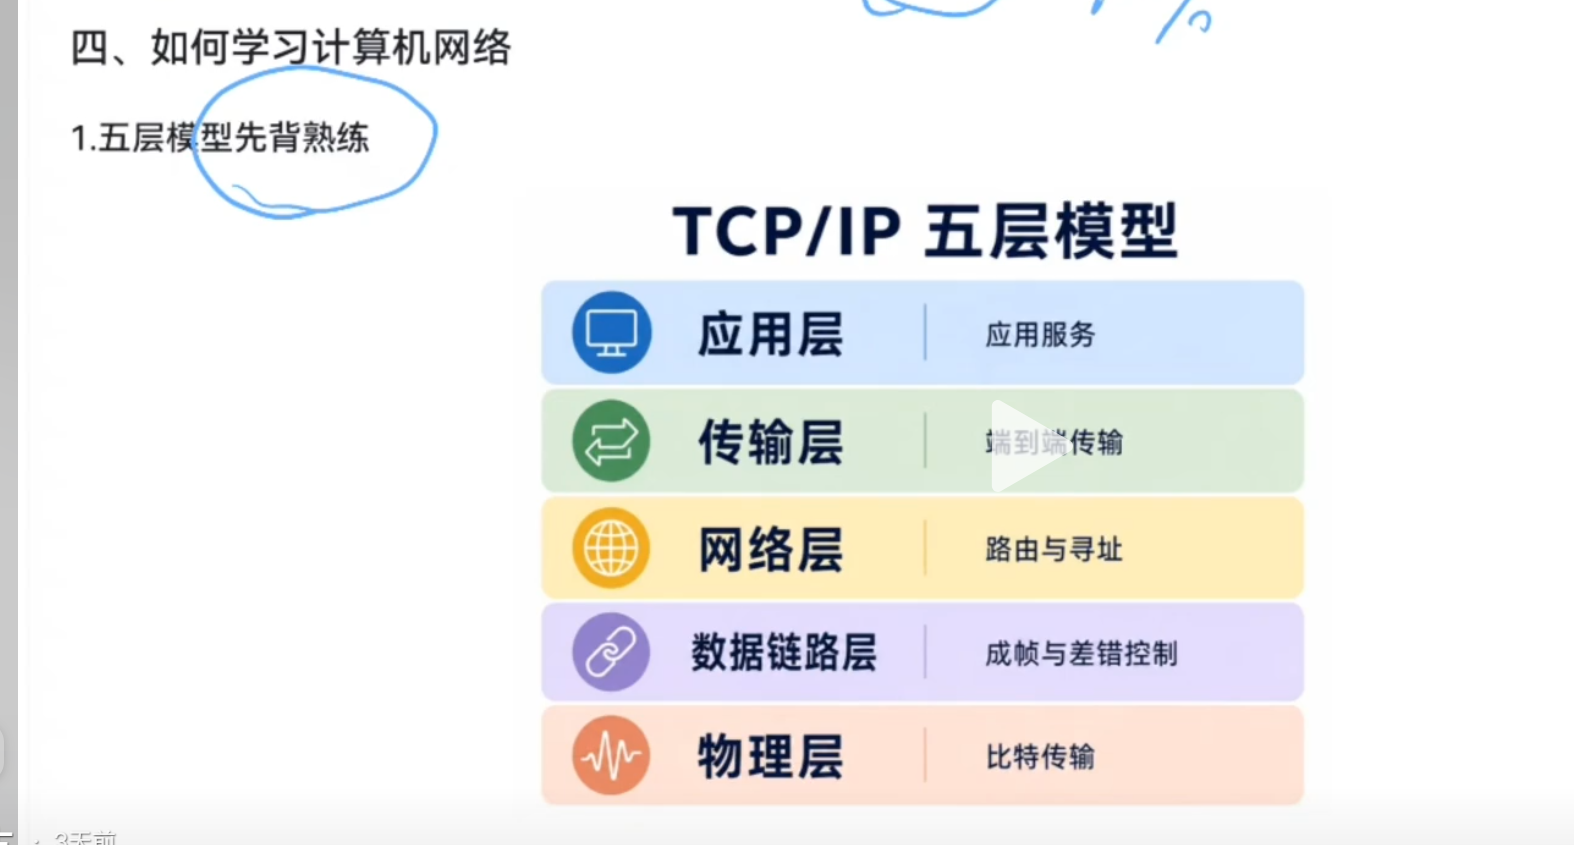 四、如何学习计算机网络
1.五层模型先背熟练
TCP/IP 五层模型
应用层 应用服务
传输层 端到端传输
网络层 路由与寻址
数据链路层 成帧与差错控制
物理层 比特传输
· 3天前